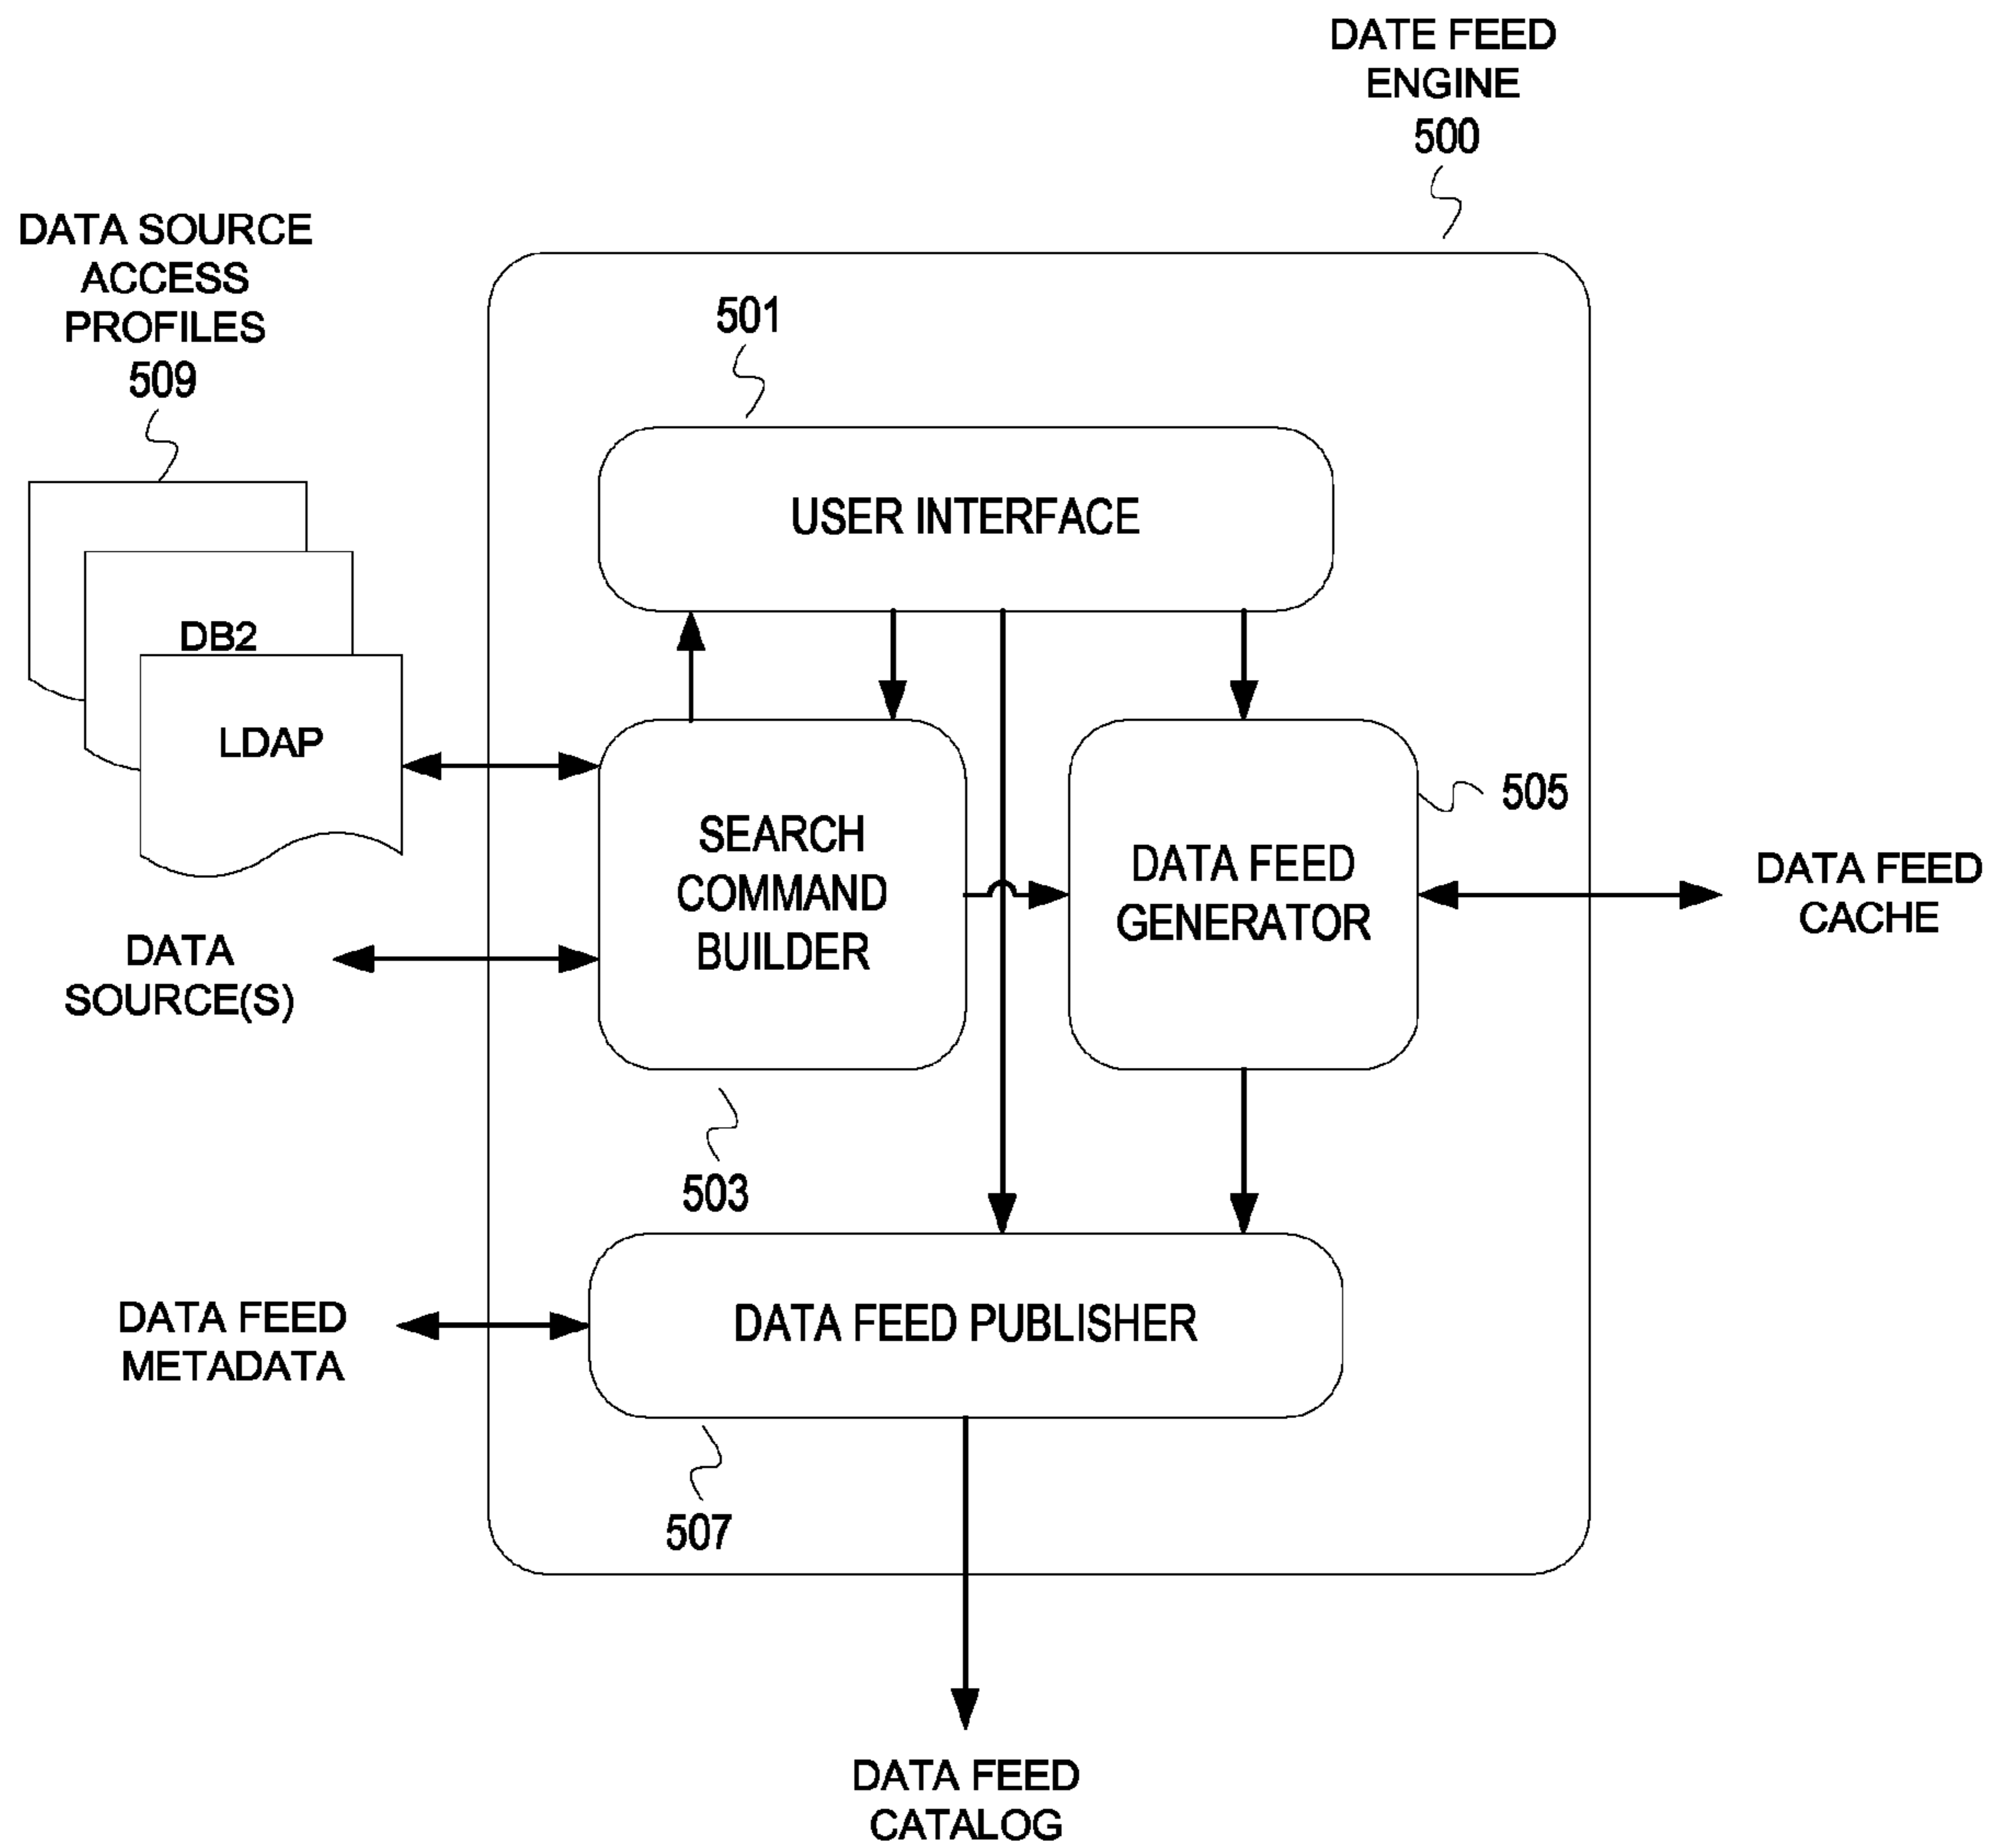 DATE FEED
ENGINE
500
DATA SOURCE
ACCESS
PROFILES
509
501
USER INTERFACE
DB2
LDAP
SEARCH
COMMAND
BUILDER
DATA FEED
GENERATOR
505
DATA FEED
CACHE
DATA
SOURCE(S)
503
DATA FEED
METADATA
DATA FEED PUBLISHER
507
DATA FEED
CATALOG